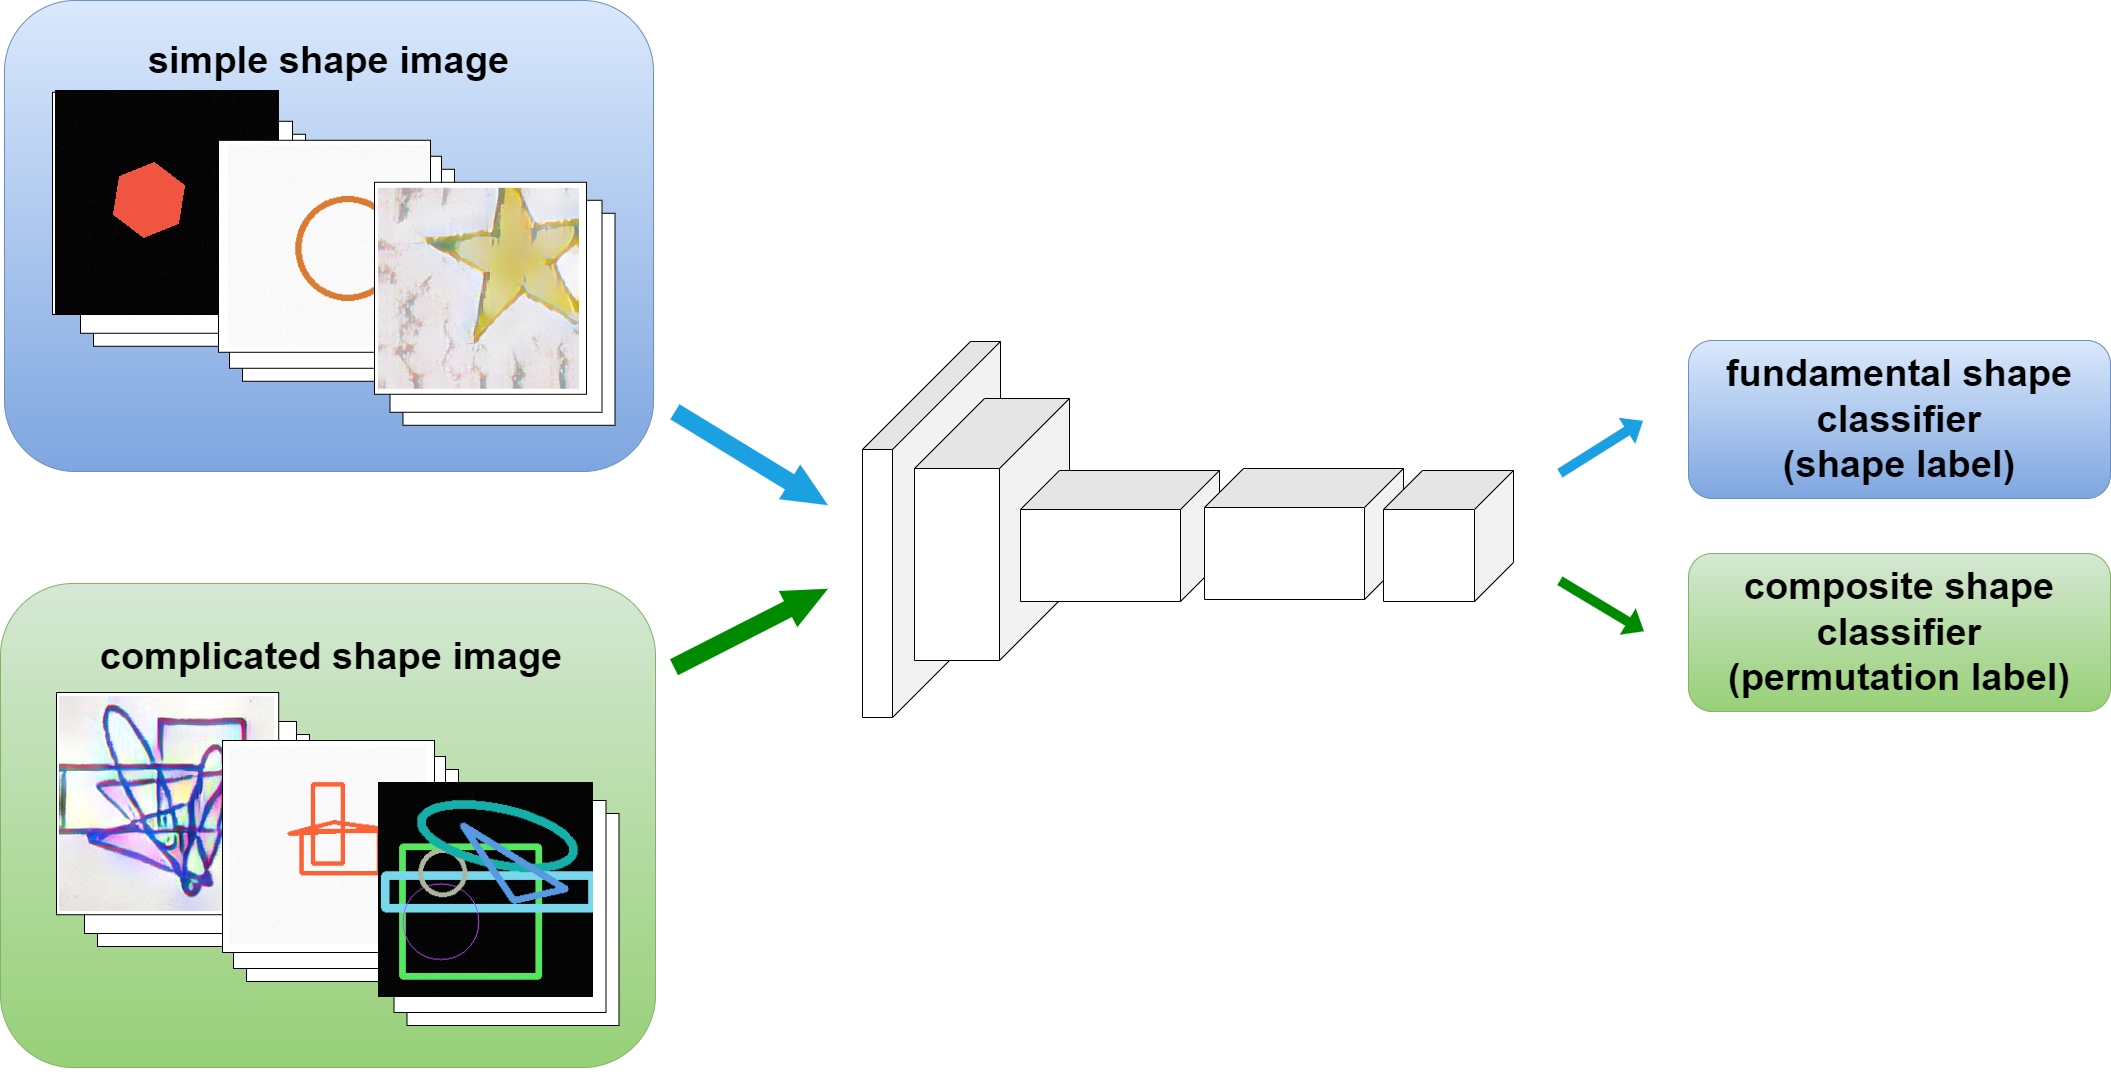 simple shape image
complicated shape image
fundamental shape
classifier
(shape label)
composite shape
classifier
(permutation label)